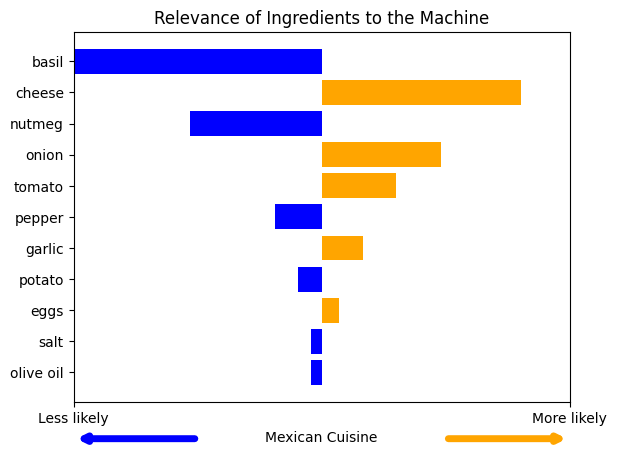 Relevance of Ingredients to the Machine
basil
cheese
nutmeg
onion
tomato
pepper
garlic
potato
eggs
salt
olive oil
Less likely
More likely
Mexican Cuisine